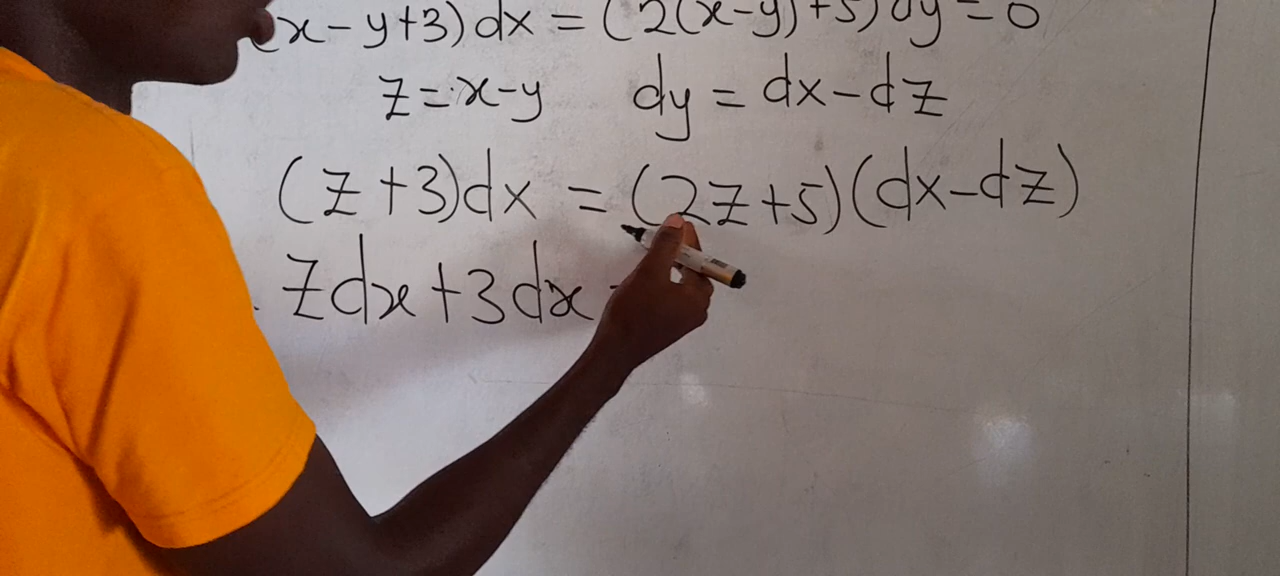 (x-y+3)dx = (2(x-y)+5)dy = 0
z=x-y dy = dx-dz
(z+3)dx = (2z+5)(dx-dz)
zdx+3dx